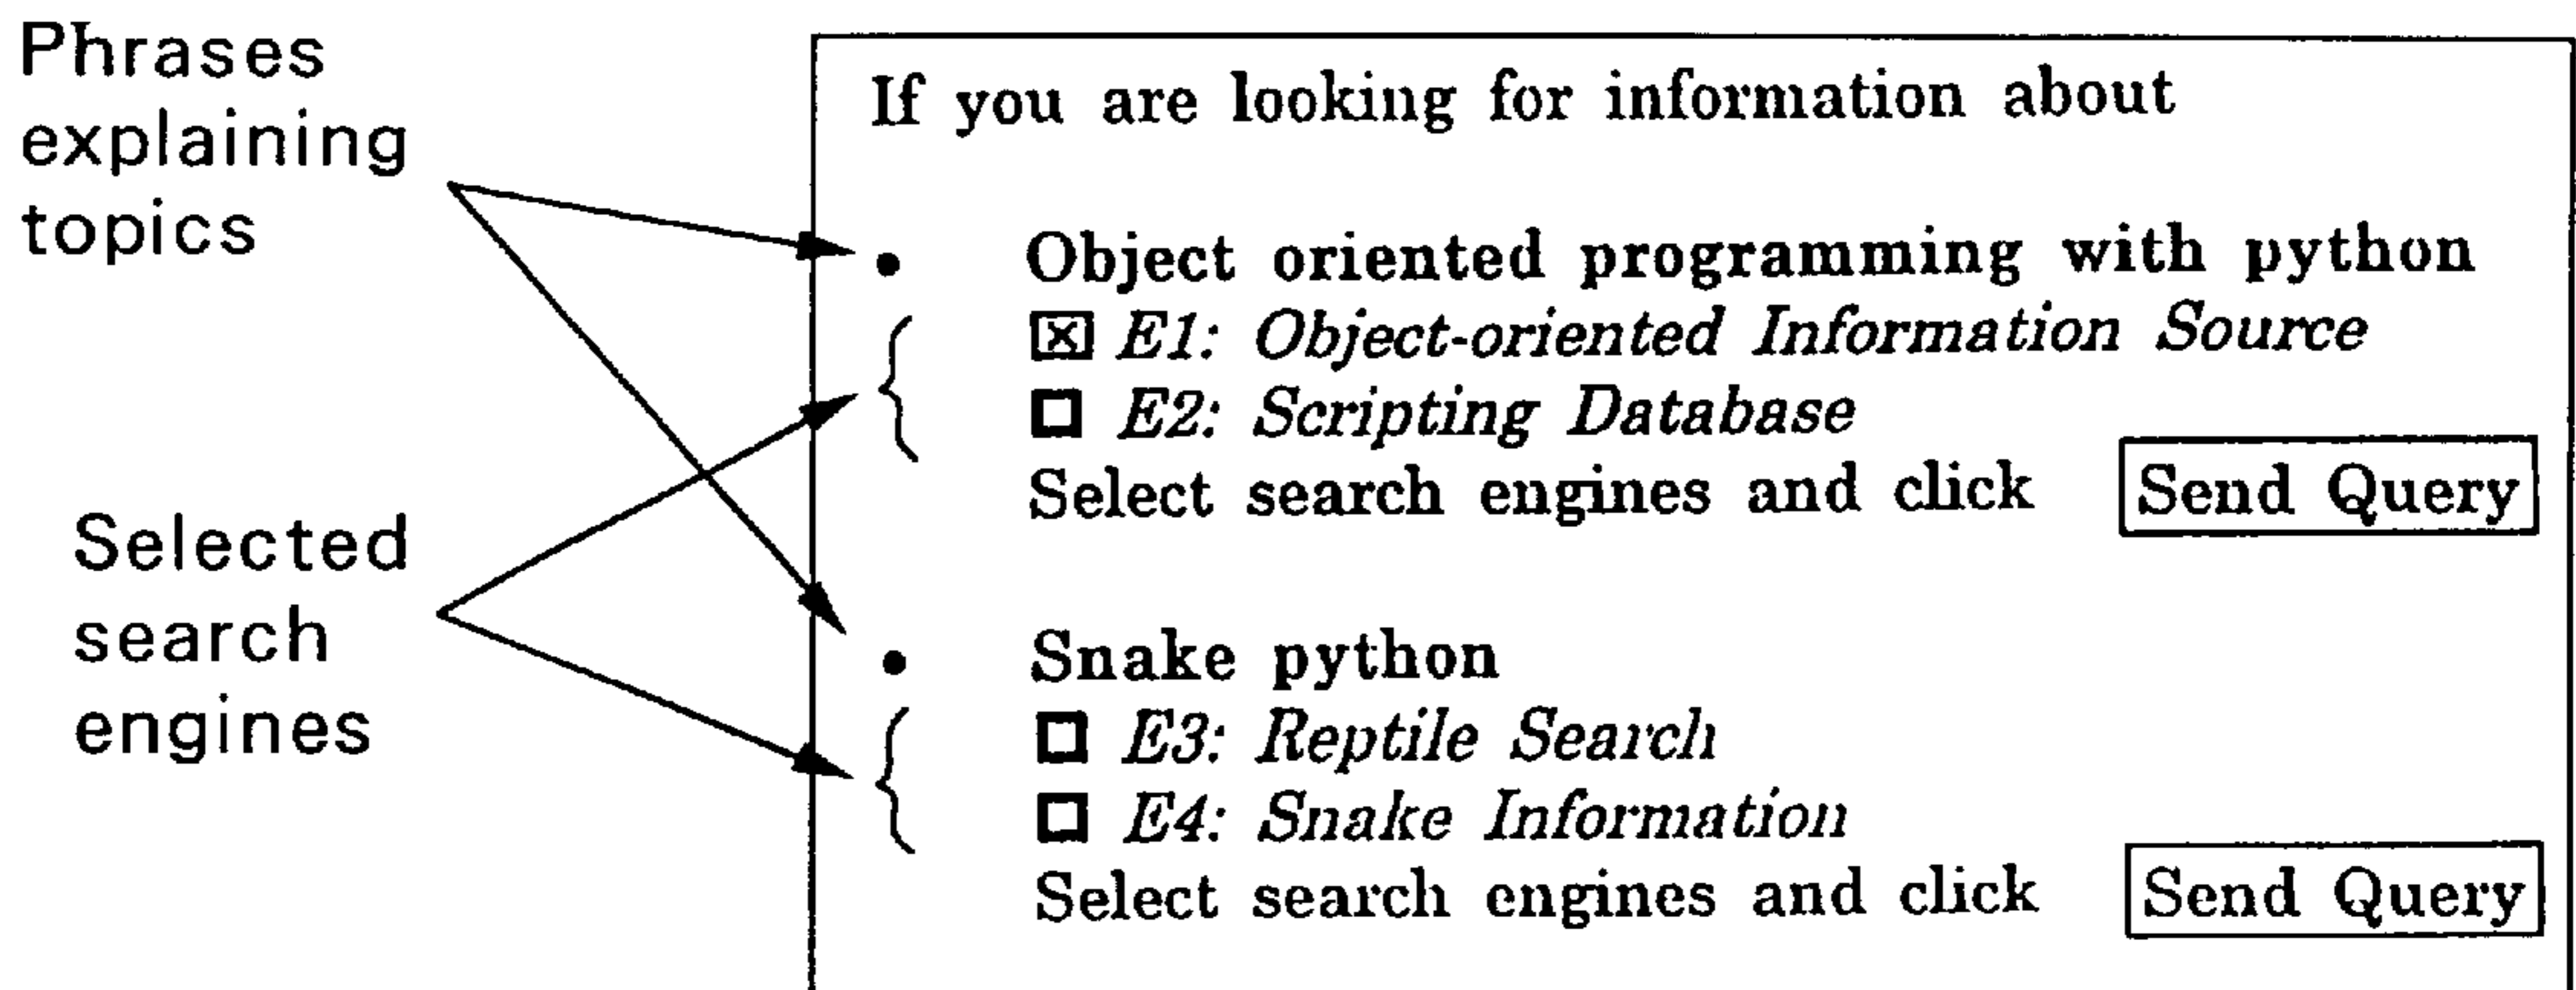 Phrases
explaining
topics
Selected
search
engines
If you are looking for information about
• Object oriented programming with python
☒ E1: Object-oriented Information Source
☐ E2: Scripting Database
Select search engines and click Send Query
• Snake python
☐ E3: Reptile Search
☐ E4: Snake Information
Select search engines and click Send Query